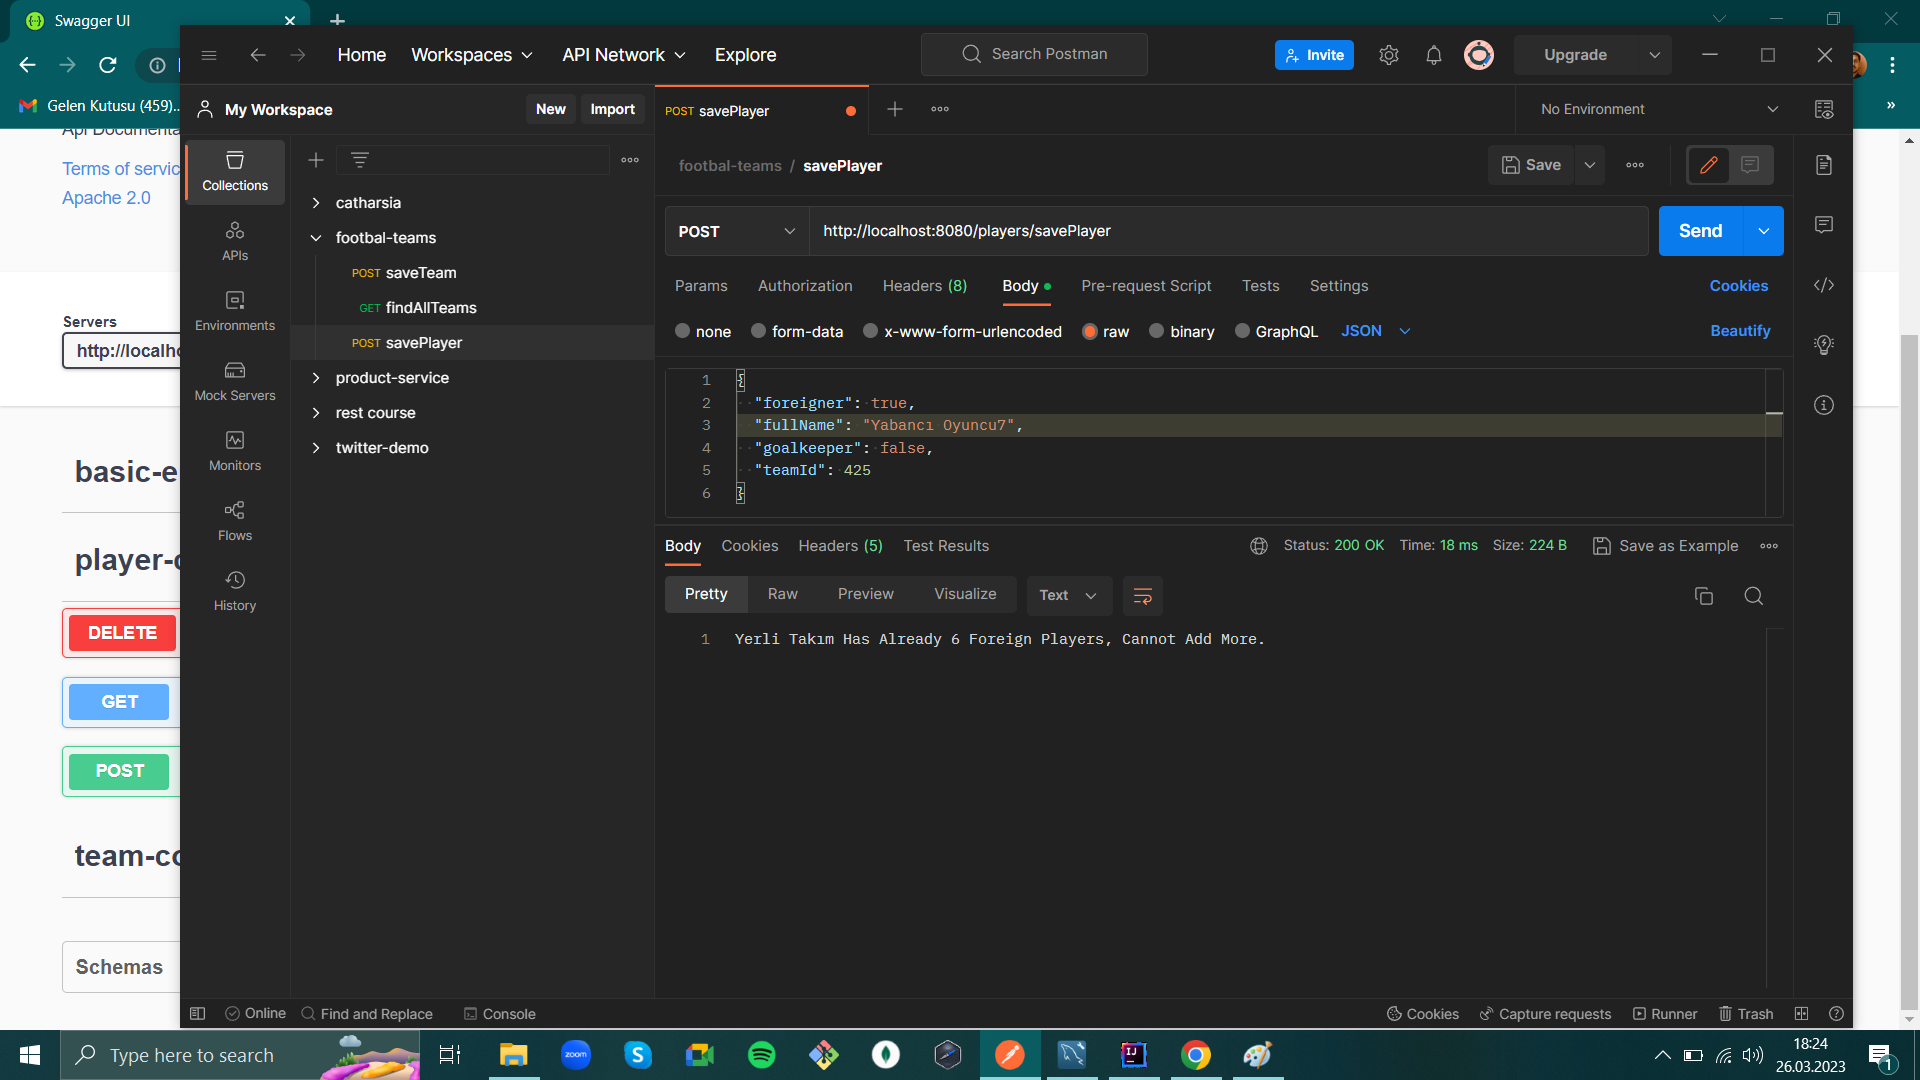 Swagger UI
Gelen Kutusu (459)...
Api Documenta
Terms of servic
Apache 2.0
Servers
http://localho
basic-e
player-c
DELETE
GET
POST
team-co
Schemas
Home
Workspaces
API Network
Explore
Search Postman
Invite
Upgrade
My Workspace
New
Import
POST savePlayer
No Environment
Collections
APIs
Environments
Mock Servers
Monitors
Flows
History
catharsia
footbal-teams
POST saveTeam
GET findAllTeams
POST savePlayer
product-service
rest course
twitter-demo
footbal-teams / savePlayer
Save
POST
http://localhost:8080/players/savePlayer
Send
Params
Authorization
Headers (8)
Body
Pre-request Script
Tests
Settings
Cookies
none
form-data
x-www-form-urlencoded
raw
binary
GraphQL
JSON
Beautify
1 {
2 "foreigner": true,
3 "fullName": "Yabancı Oyuncu7",
4 "goalkeeper": false,
5 "teamId": 425
6 }
Body
Cookies
Headers (5)
Test Results
Status: 200 OK
Time: 18 ms
Size: 224 B
Save as Example
Pretty
Raw
Preview
Visualize
Text
1 Yerli Takım Has Already 6 Foreign Players, Cannot Add More.
Online
Find and Replace
Console
Cookies
Capture requests
Runner
Trash
Type here to search
zoom
IJ
18:24
26.03.2023
1